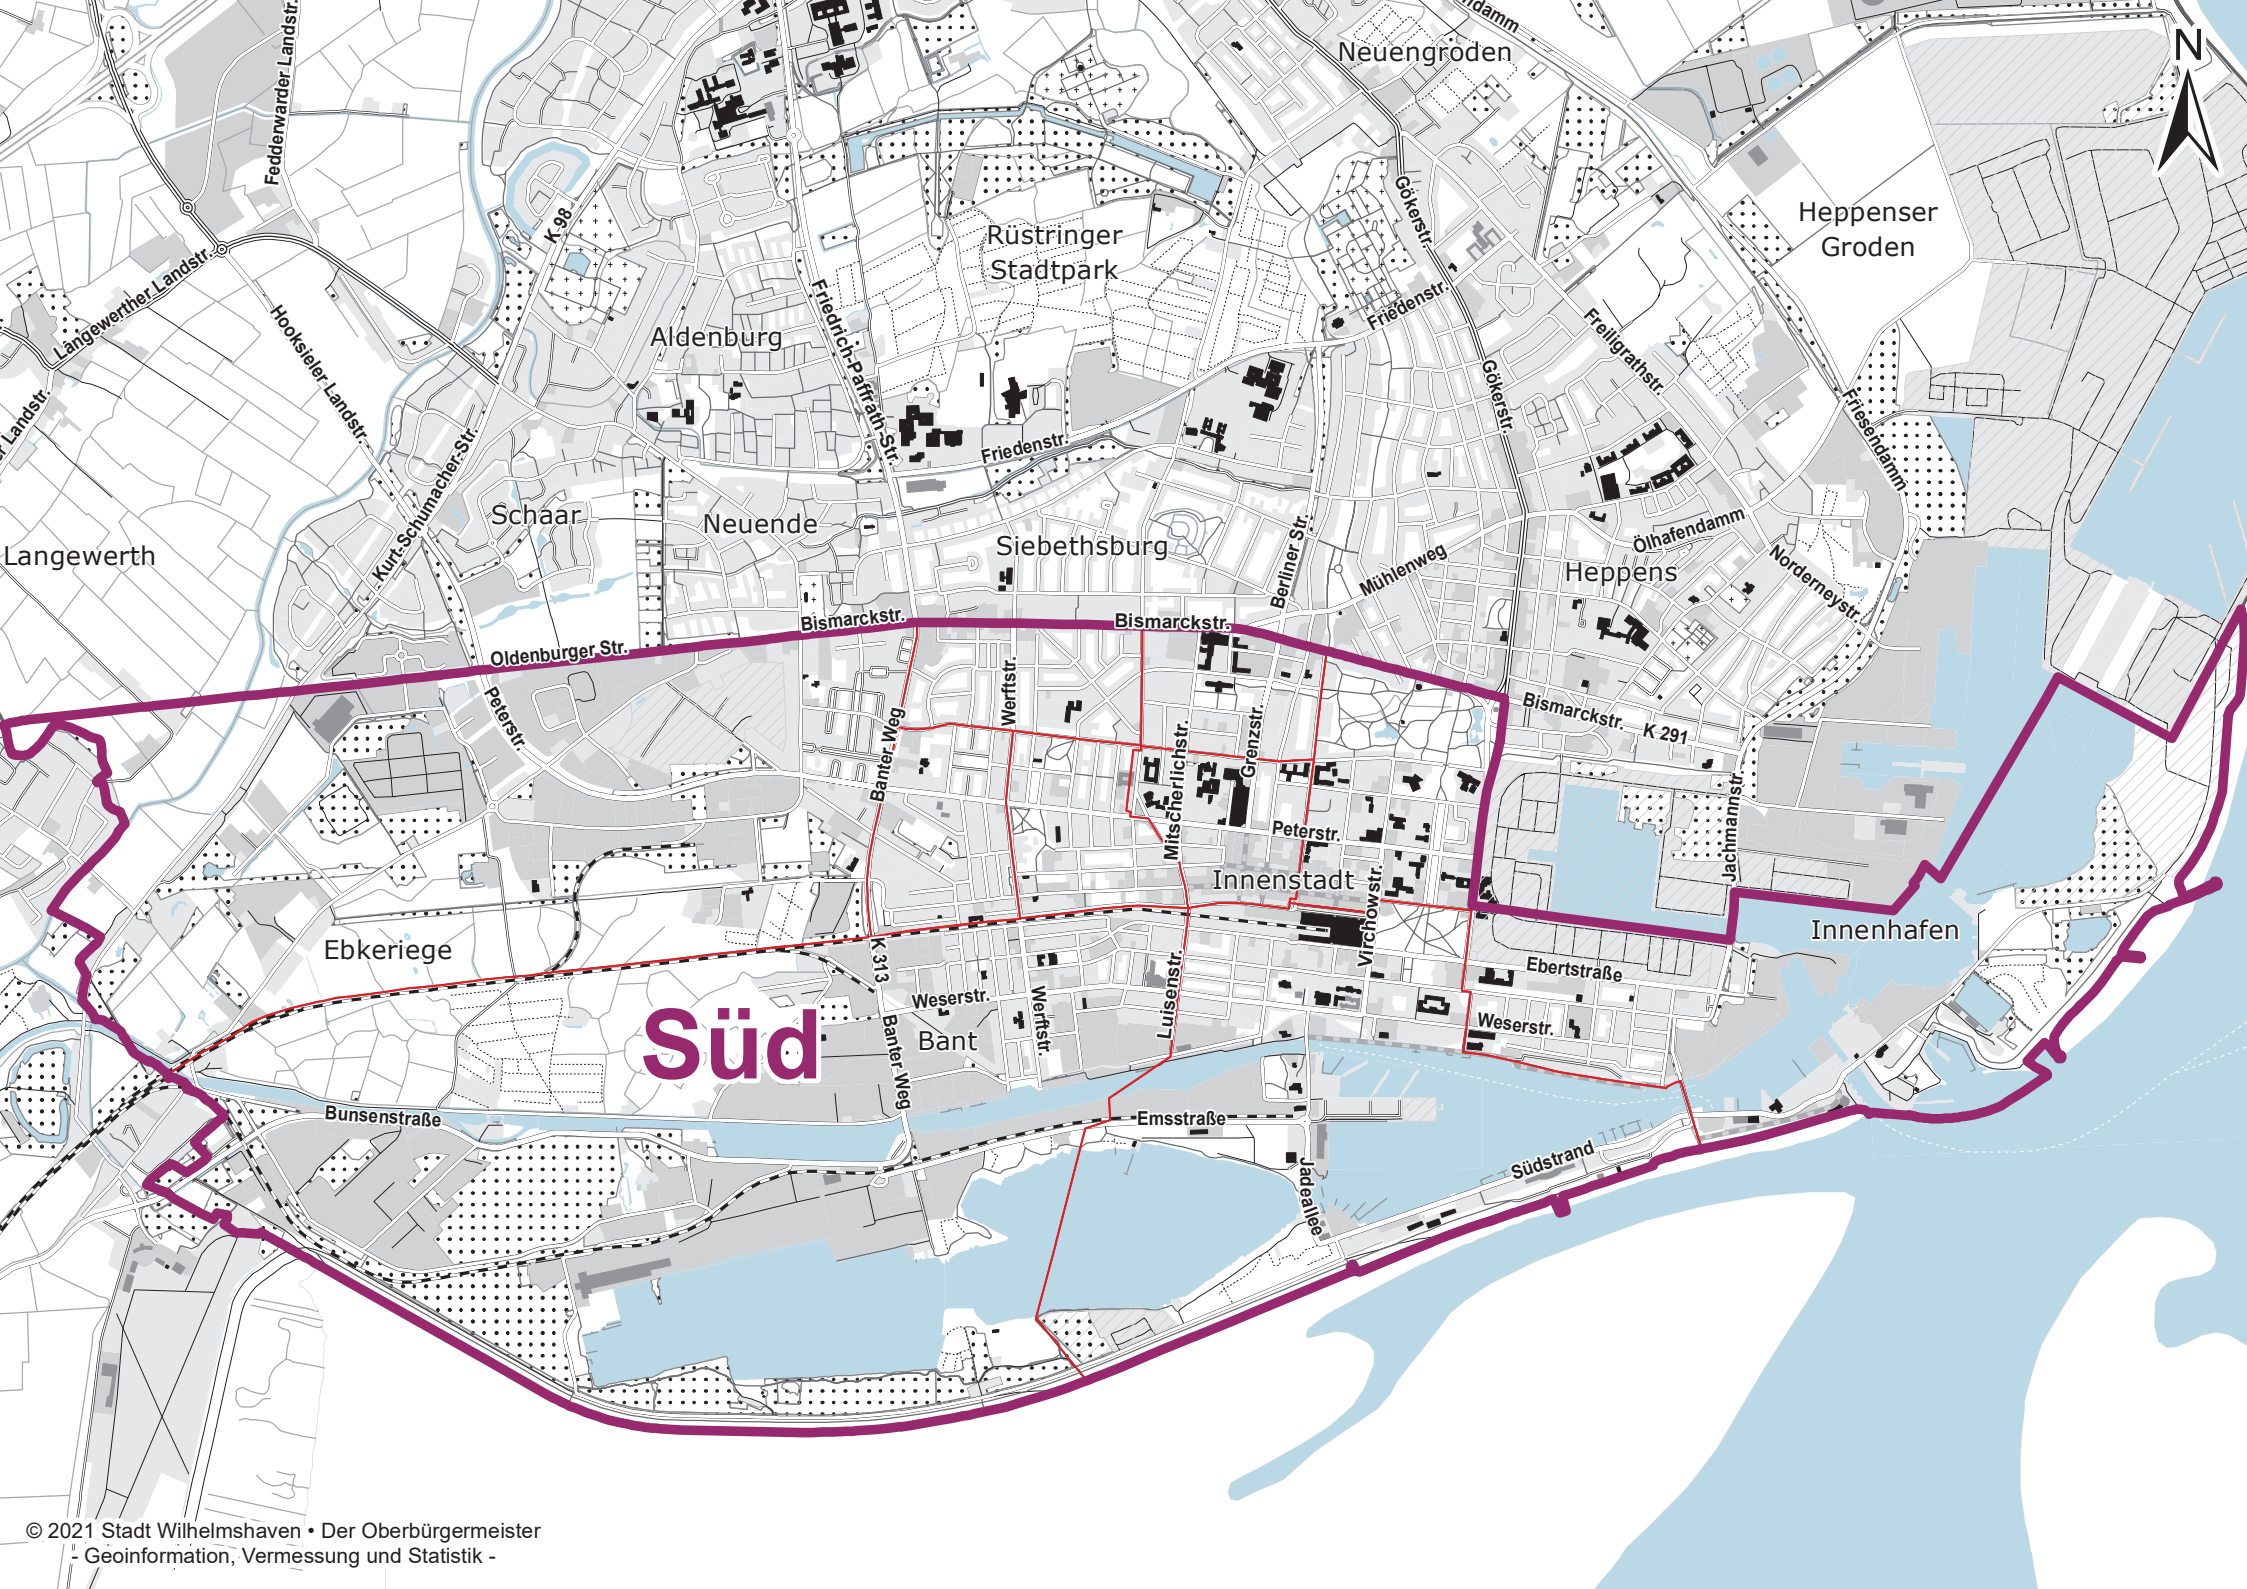 Neuengroden
N
Fedderwarder Landstr.
K 98
Gökerstr.
Heppenser
Groden
Rüstringer
Stadtpark
Langewerther Landstr.
Hooksieler Landstr.
Friedrich-Paffrath-Str.
Friedenstr.
Aldenburg
Freiligrathstr.
Gökerstr.
Friesendamm
Landstr.
Friedenstr.
Kurt-Schumacher-Str.
Schaar
Neuende
Siebethsburg
Berliner Str.
Mühlenweg
Ölhafendamm
Heppens
Norderneystr.
Langewerth
Bismarckstr.
Bismarckstr.
Oldenburger Str.
Peterstr.
Werftstr.
Banter Weg
Mitscherlichstr.
Grenzstr.
Bismarckstr.
K 291
Jachmannstr.
Peterstr.
Innenstadt
Virchowstr.
Innenhafen
Ebkeriege
K 313
Ebertstraße
Süd
Weserstr.
Werftstr.
Luisenstr.
Weserstr.
Bant
Banter Weg
Bunsenstraße
Emsstraße
Jadeallee
Südstrand
© 2021 Stadt Wilhelmshaven • Der Oberbürgermeister
- Geoinformation, Vermessung und Statistik -